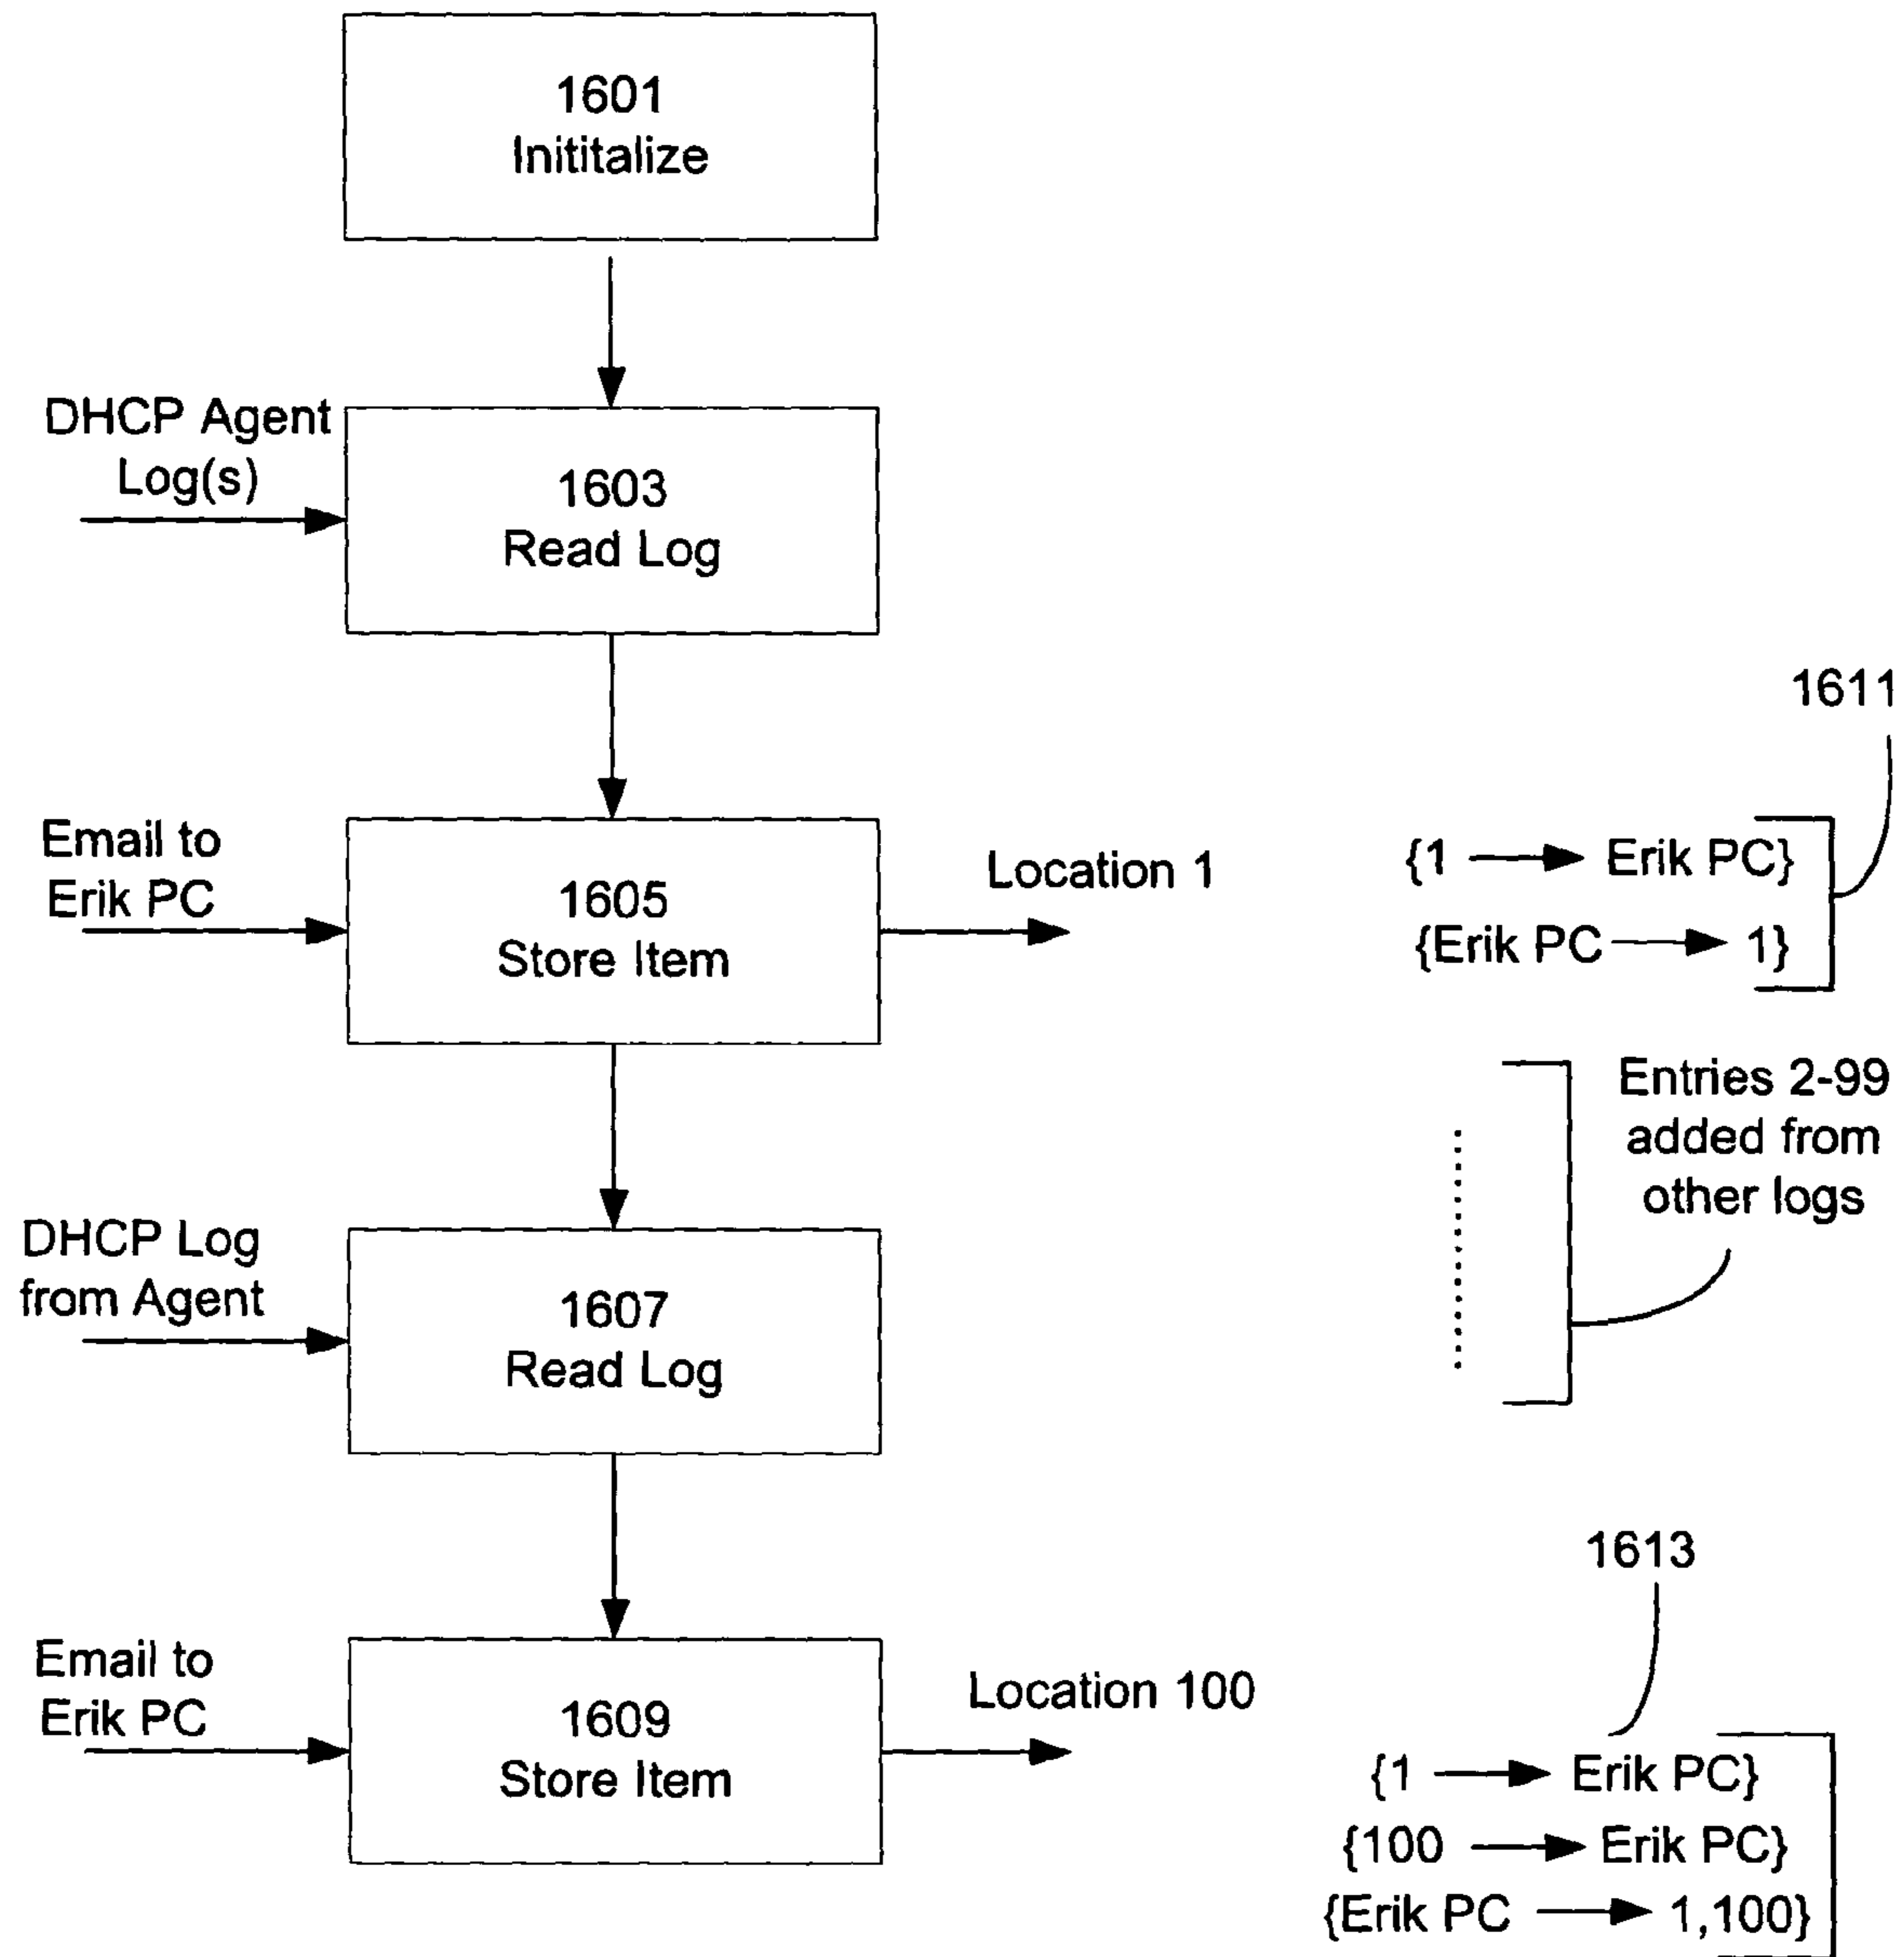 1601
Inititalize
DHCP Agent
Log(s)
1603
Read Log
1611
Email to
Erik PC
1605
Store Item
Location 1
{1 → Erik PC}
{Erik PC → 1}
Entries 2-99
added from
other logs
DHCP Log
from Agent
1607
Read Log
1613
Email to
Erik PC
1609
Store Item
Location 100
{1 → Erik PC}
{100 → Erik PC}
{Erik PC → 1,100}